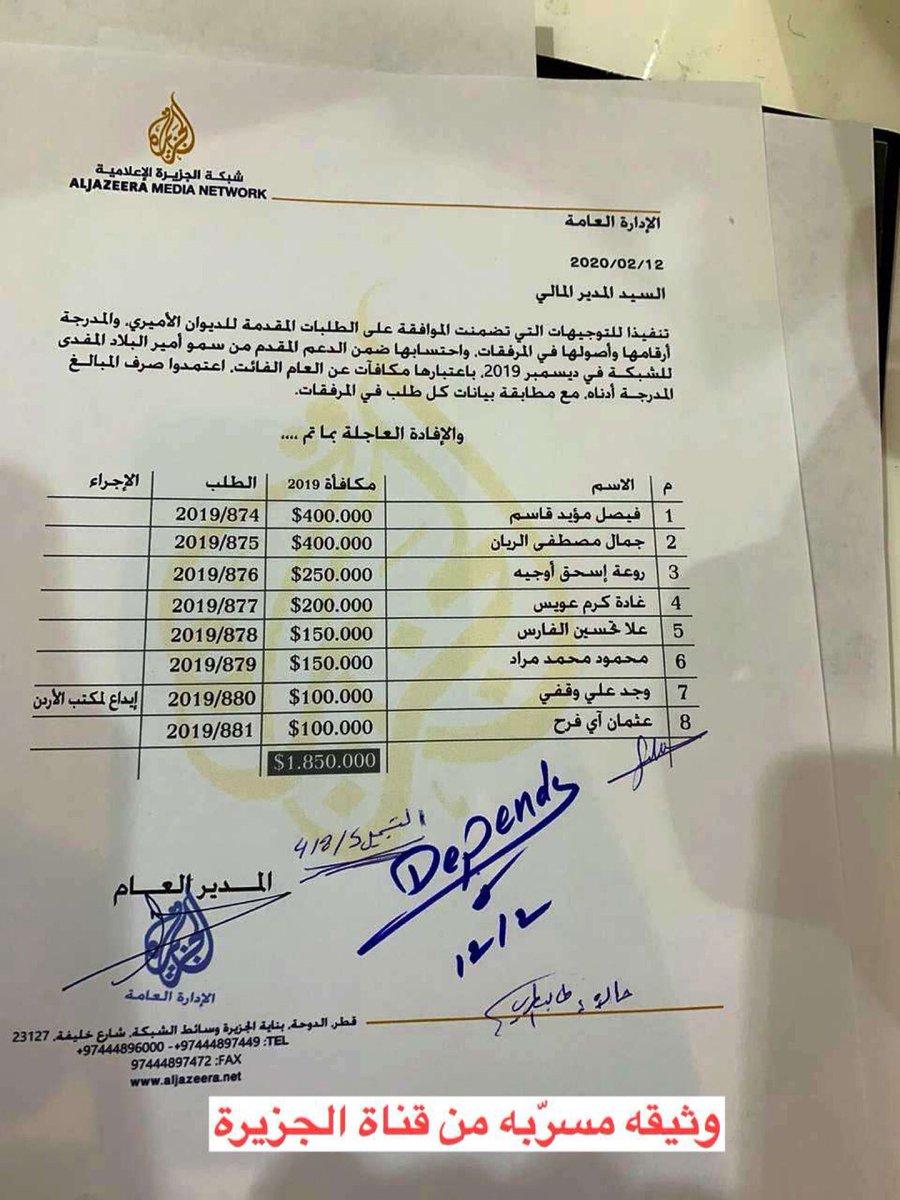 شبكة الجزيرة الإعلامية
ALJAZEERA MEDIA NETWORK
الإدارة العامة
2020/02/12
السيد المدير المالي
تنفيذا للتوجيهات التي تضمنت الموافقة على الطلبات المقدمة للديوان الأميري. والمدرجة
أرقامها وأصولها في المرفقات. واحتسابها ضمن الدعم المقدم من سمو أمير البلاد المفدى
للشبكة في ديسمبر 2019. باعتبارها مكافآت عن العام الفائت. اعتمدوا صرف المبالغ
المدرجة أدناه. مع مطابقة بيانات كل طلب في المرفقات.
والإفادة العاجلة بما تم ....
م الاسم مكافأة 2019 الطلب الإجراء
1 فيصل مؤيد قاسم $400.000 2019/874
2 جمال مصطفى الريان $400.000 2019/875
3 روعة إسحق أوجيه $250.000 2019/876
4 غادة كرم عويس $200.000 2019/877
5 علا تحسين الفارس $150.000 2019/878
6 محمود محمد مراد $150.000 2019/879
7 وجد علي وقفي $100.000 2019/880 إيداع لمكتب الأردن
8 عثمان آي فرح $100.000 2019/881
$1.850.000
Depends
12/2
المدير العام
الإدارة العامة
قطر, الدوحة, بناية الجزيرة وسائط الشبكة, شارع خليفة, 23127
+97444896000 - +97444897449 :TEL
97444897472 :FAX
www.aljazeera.net
وثيقه مسرّبه من قناة الجزيرة